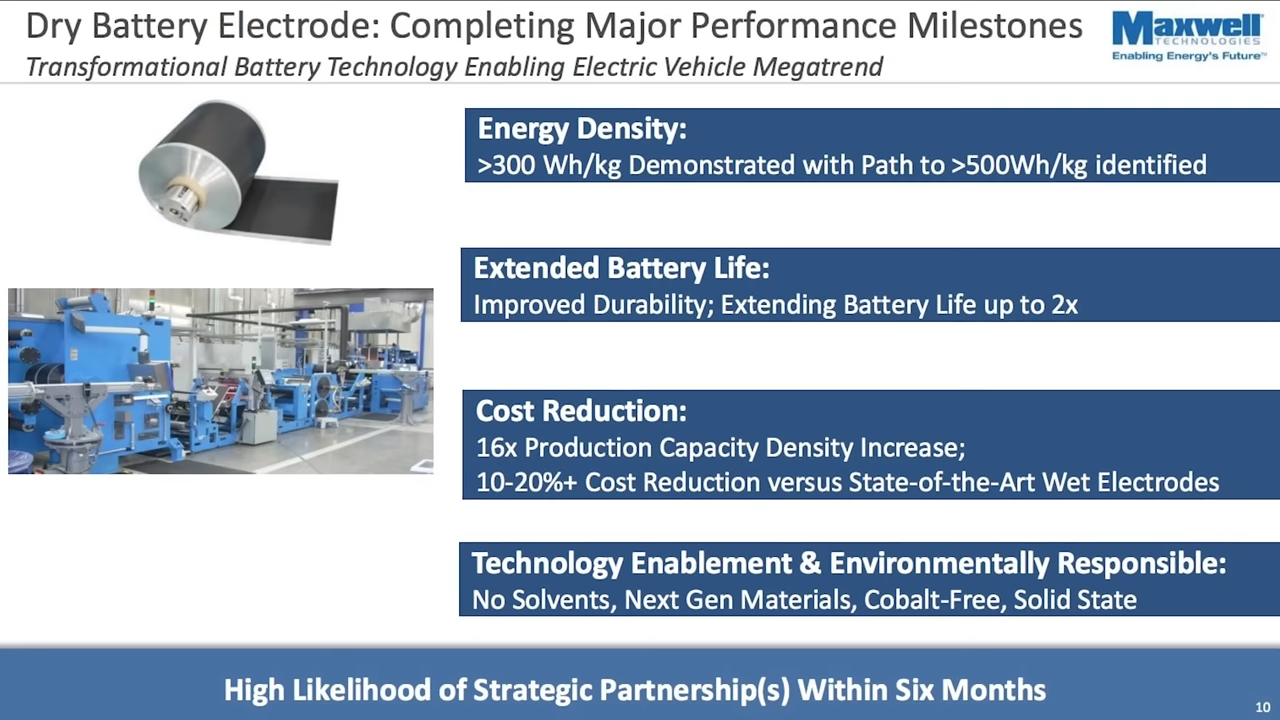 Dry Battery Electrode: Completing Major Performance Milestones
Transformational Battery Technology Enabling Electric Vehicle Megatrend
Maxwell
TECHNOLOGIES
Enabling Energy's Future™
Energy Density:
>300 Wh/kg Demonstrated with Path to >500Wh/kg identified
Extended Battery Life:
Improved Durability; Extending Battery Life up to 2x
Cost Reduction:
16x Production Capacity Density Increase;
10-20%+ Cost Reduction versus State-of-the-Art Wet Electrodes
Technology Enablement & Environmentally Responsible:
No Solvents, Next Gen Materials, Cobalt-Free, Solid State
High Likelihood of Strategic Partnership(s) Within Six Months
10